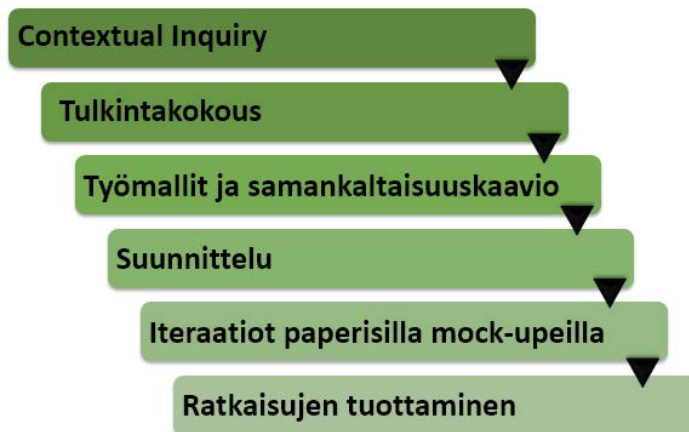 Contextual Inquiry
Tulkintakokous
Työmallit ja samankaltaisuuskaavio
Suunnittelu
Iteraatiot paperisilla mock-upeilla
Ratkaisujen tuottaminen